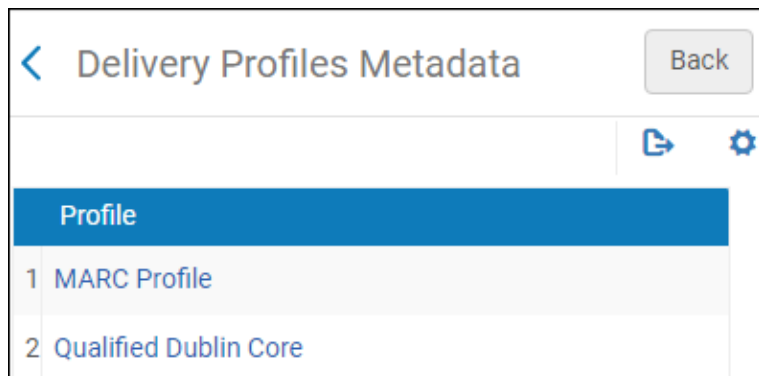 Delivery Profiles Metadata
Back
Profile
1 MARC Profile
2 Qualified Dublin Core